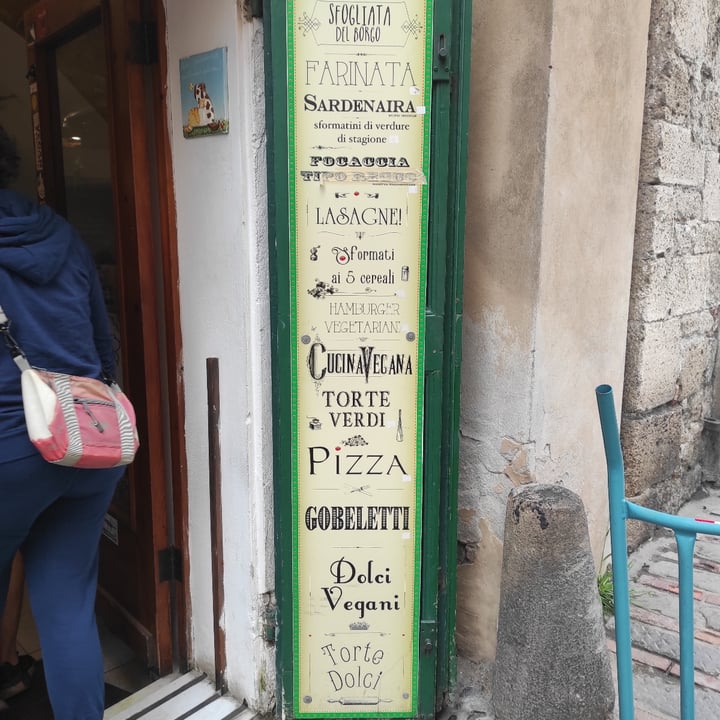 SFOGLIATA
DEL BORGO
FARINATA
SARDENAIRA
sformatini di verdure
di stagione
FOCACCIA
TIPO
LASAGNE!
Sformati
ai 5 cereali
HAMBURGER
VEGETARIANI
CUCINA VEGANA
TORTE
VERDI
PIZZA
GOBELETTI
Dolci
Vegani
Torte
Dolci